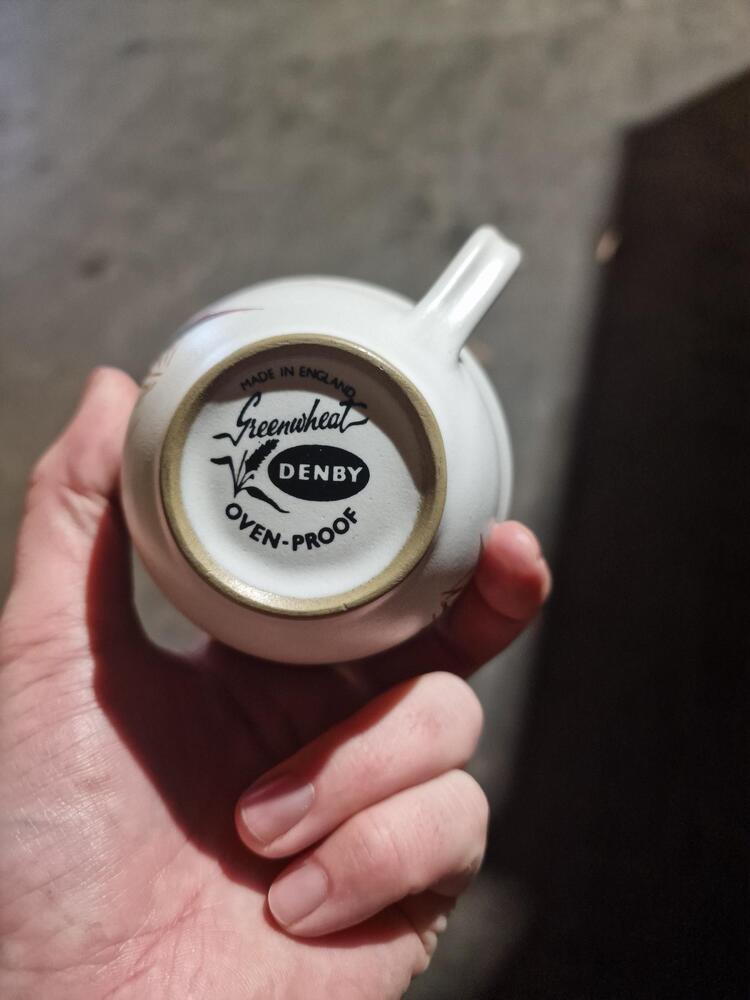 MADE IN ENGLAND
Greenwheat
DENBY
OVEN-PROOF